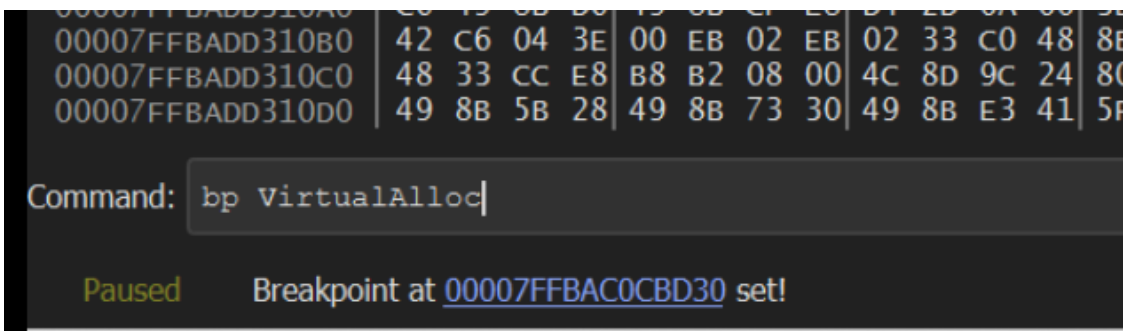 00007FFBADD310B0 42 C6 04 3E 00 EB 02 EB 02 33 C0 48
00007FFBADD310C0 48 33 CC E8 B8 B2 08 00 4C 8D 9C 24
00007FFBADD310D0 49 8B 5B 28 49 8B 73 30 49 8B E3 41
Command: bp VirtualAlloc
Paused Breakpoint at 00007FFBAC0CBD30 set!